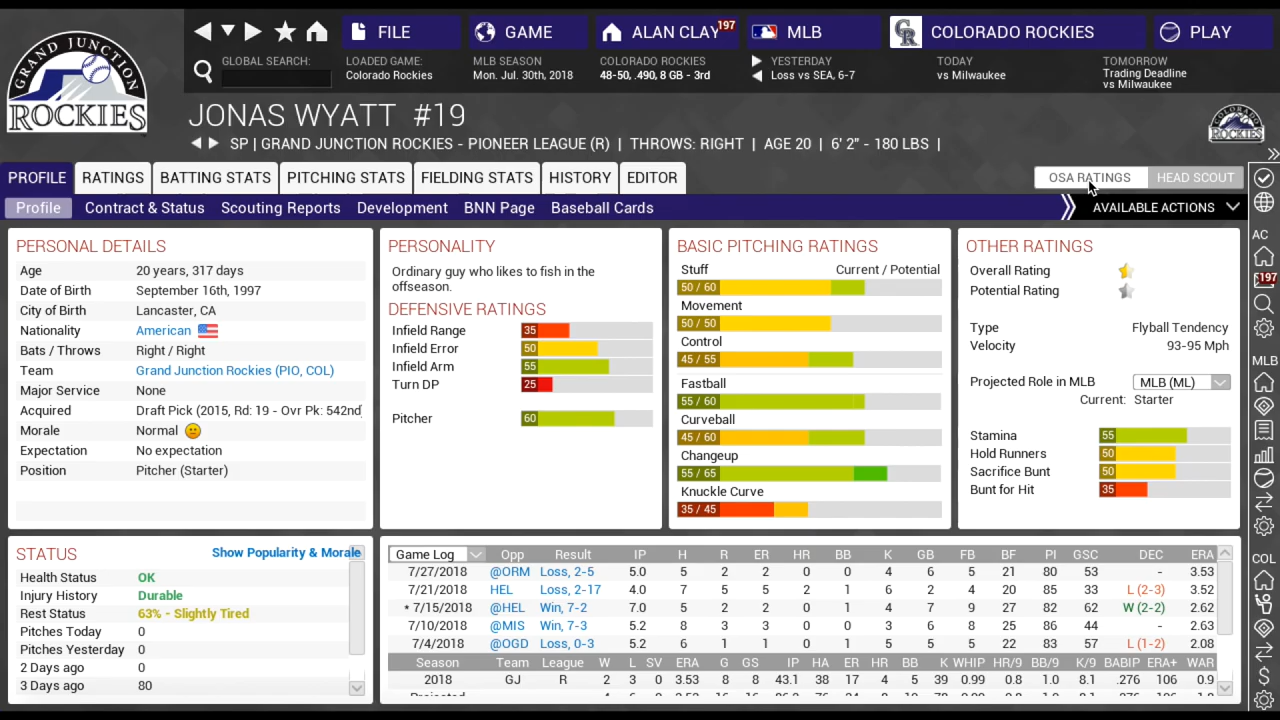 GRAND JUNCTION
ROCKIES
FILE
GAME
ALAN CLAY 197
MLB
CR
COLORADO ROCKIES
PLAY
GLOBAL SEARCH:
LOADED GAME:
Colorado Rockies
MLB SEASON
Mon. Jul. 30th, 2018
COLORADO ROCKIES
48-50, .490, 8 GB - 3rd
YESTERDAY
Loss vs SEA, 6-7
TODAY
vs Milwaukee
TOMORROW
Trading Deadline
vs Milwaukee
JONAS WYATT #19
SP | GRAND JUNCTION ROCKIES - PIONEER LEAGUE (R) | THROWS: RIGHT | AGE 20 | 6' 2" - 180 LBS |
COLORADO
ROCKIES
PROFILE RATINGS BATTING STATS PITCHING STATS FIELDING STATS HISTORY EDITOR
OSA RATINGS HEAD SCOUT
Profile Contract & Status Scouting Reports Development BNN Page Baseball Cards
AVAILABLE ACTIONS
PERSONAL DETAILS
Age 20 years, 317 days
Date of Birth September 16th, 1997
City of Birth Lancaster, CA
Nationality American
Bats / Throws Right / Right
Team Grand Junction Rockies (PIO, COL)
Major Service None
Acquired Draft Pick (2015, Rd: 19 - Ovr Pk: 542nd
Morale Normal
Expectation No expectation
Position Pitcher (Starter)
PERSONALITY
Ordinary guy who likes to fish in the
offseason.
DEFENSIVE RATINGS
Infield Range 35
Infield Error 50
Infield Arm 55
Turn DP 25
Pitcher 60
BASIC PITCHING RATINGS
Stuff Current / Potential
50 / 60
Movement
50 / 50
Control
45 / 55
Fastball
55 / 60
Curveball
45 / 60
Changeup
55 / 65
Knuckle Curve
35 / 45
OTHER RATINGS
Overall Rating
Potential Rating
Type Flyball Tendency
Velocity 93-95 Mph
Projected Role in MLB MLB (ML)
Current: Starter
Stamina 55
Hold Runners 50
Sacrifice Bunt 50
Bunt for Hit 35
STATUS Show Popularity & Morale
Health Status OK
Injury History Durable
Rest Status 63% - Slightly Tired
Pitches Today 0
Pitches Yesterday 0
2 Days ago 0
3 Days ago 80
Game Log Opp Result IP H R ER HR BB K GB FB BF PI GSC DEC ERA
7/27/2018 @ORM Loss, 2-5 5.0 5 2 2 0 0 4 6 5 21 80 53 - 3.53
7/21/2018 HEL Loss, 2-17 4.0 7 5 5 2 1 6 2 4 20 85 33 L (2-3) 3.52
* 7/15/2018 @HEL Win, 7-2 7.0 5 2 2 0 1 4 7 9 27 82 62 W (2-2) 2.62
7/10/2018 @MIS Win, 7-3 5.2 8 3 3 0 0 3 6 8 25 86 44 - 2.63
7/4/2018 @OGD Loss, 0-3 5.2 6 1 1 0 1 5 5 5 22 83 57 L (1-2) 2.08
Season Team League W L SV ERA G GS IP HA ER HR BB K WHIP HR/9 BB/9 K/9 BABIP ERA+ WAR
2018 GJ R 2 3 0 3.53 8 8 43.1 38 17 4 5 39 0.99 0.8 1.0 8.1 .276 106 0.9
AC
197
MLB
COL